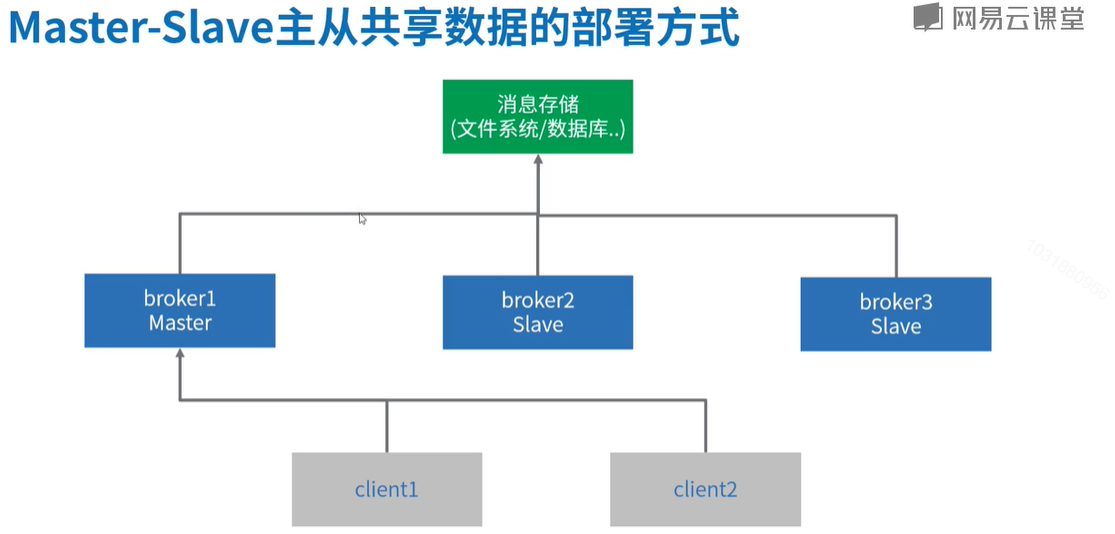 Master-Slave主从共享数据的部署方式
网易云课堂
消息存储
(文件系统/数据库..)
broker1
Master
broker2
Slave
broker3
Slave
client1
client2